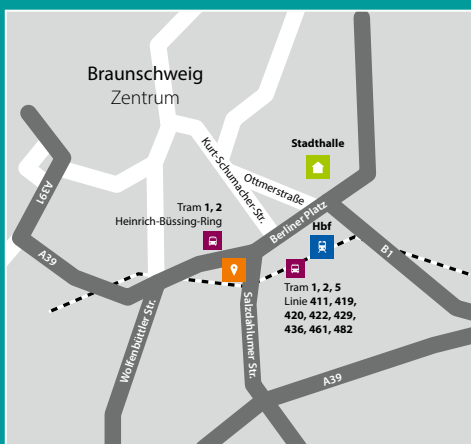 Braunschweig
Zentrum
Stadthalle
Kurt-Schumacher-Str.
Ottmerstraße
A391
Tram 1, 2
Heinrich-Büssing-Ring
Berliner Platz
Hbf
A39
B1
Tram 1, 2, 5
Linie 411, 419,
420, 422, 429,
436, 461, 482
Wolfenbüttler Str.
Salzdahlumer Str.
A39